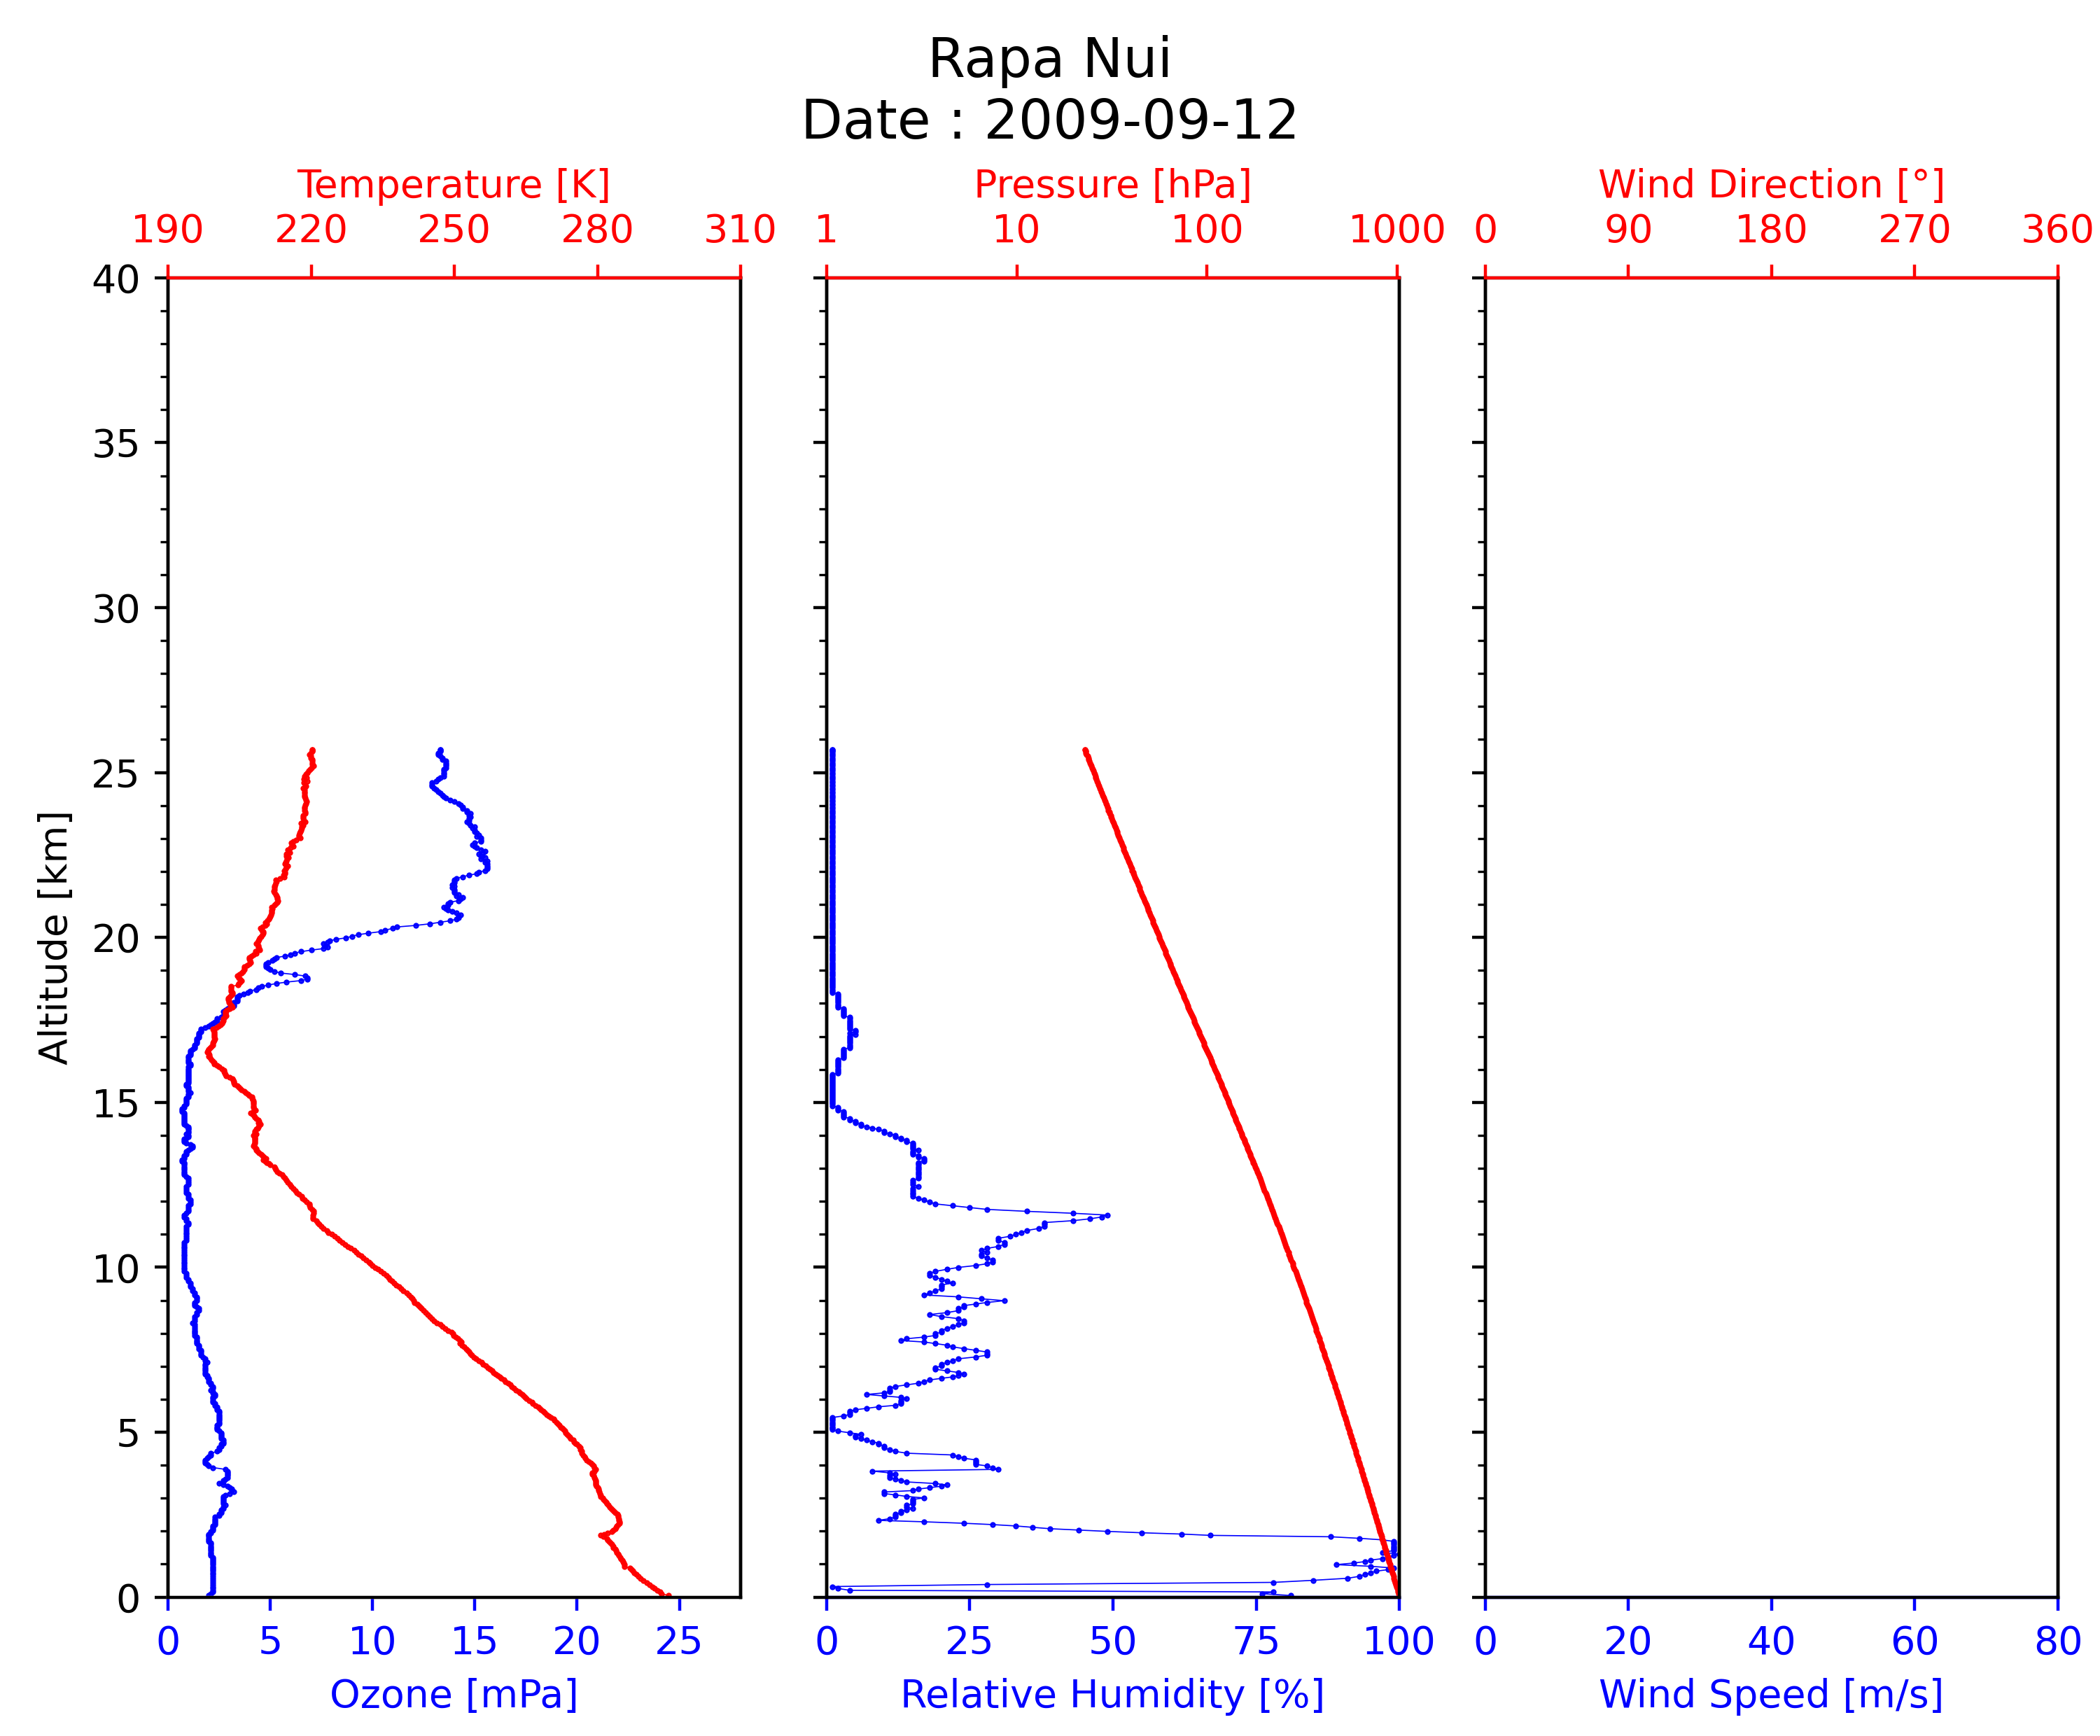 Rapa Nui
Date : 2009-09-12
Temperature [K]
190 220 250 280 310
Pressure [hPa]
1 10 100 1000
Wind Direction [°]
0 90 180 270 360
Altitude [km]
40
35
30
25
20
15
10
5
0
0 5 10 15 20 25
Ozone [mPa]
0 25 50 75 100
Relative Humidity [%]
0 20 40 60 80
Wind Speed [m/s]